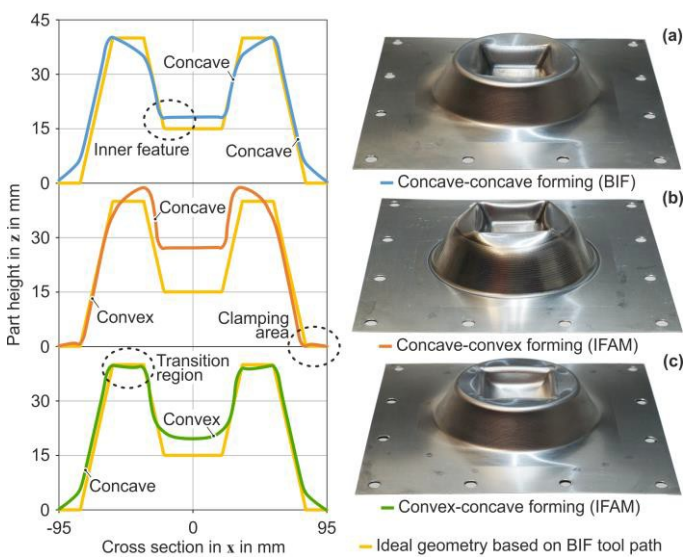 45
30
15
0
Concave
Inner feature
Concave
(a)
Concave-concave forming (BIF)
Part height in z in mm
30
15
0
Concave
Convex
Clamping
area
(b)
Concave-convex forming (IFAM)
30
15
0
Transition
region
Convex
Concave
(c)
Convex-concave forming (IFAM)
-95
0
95
Cross section in x in mm
Ideal geometry based on BIF tool path